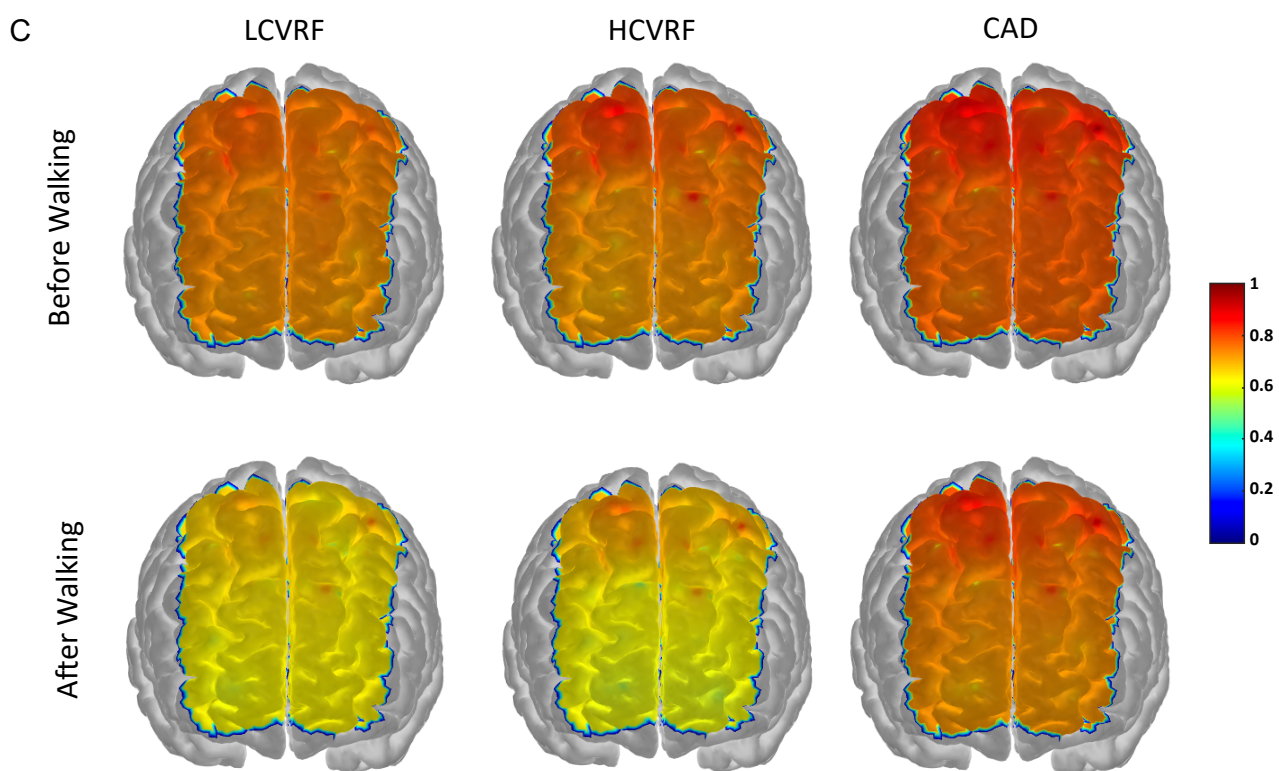 C
LCVRF
HCVRF
CAD
Before Walking
After Walking
1
0.8
0.6
0.4
0.2
0